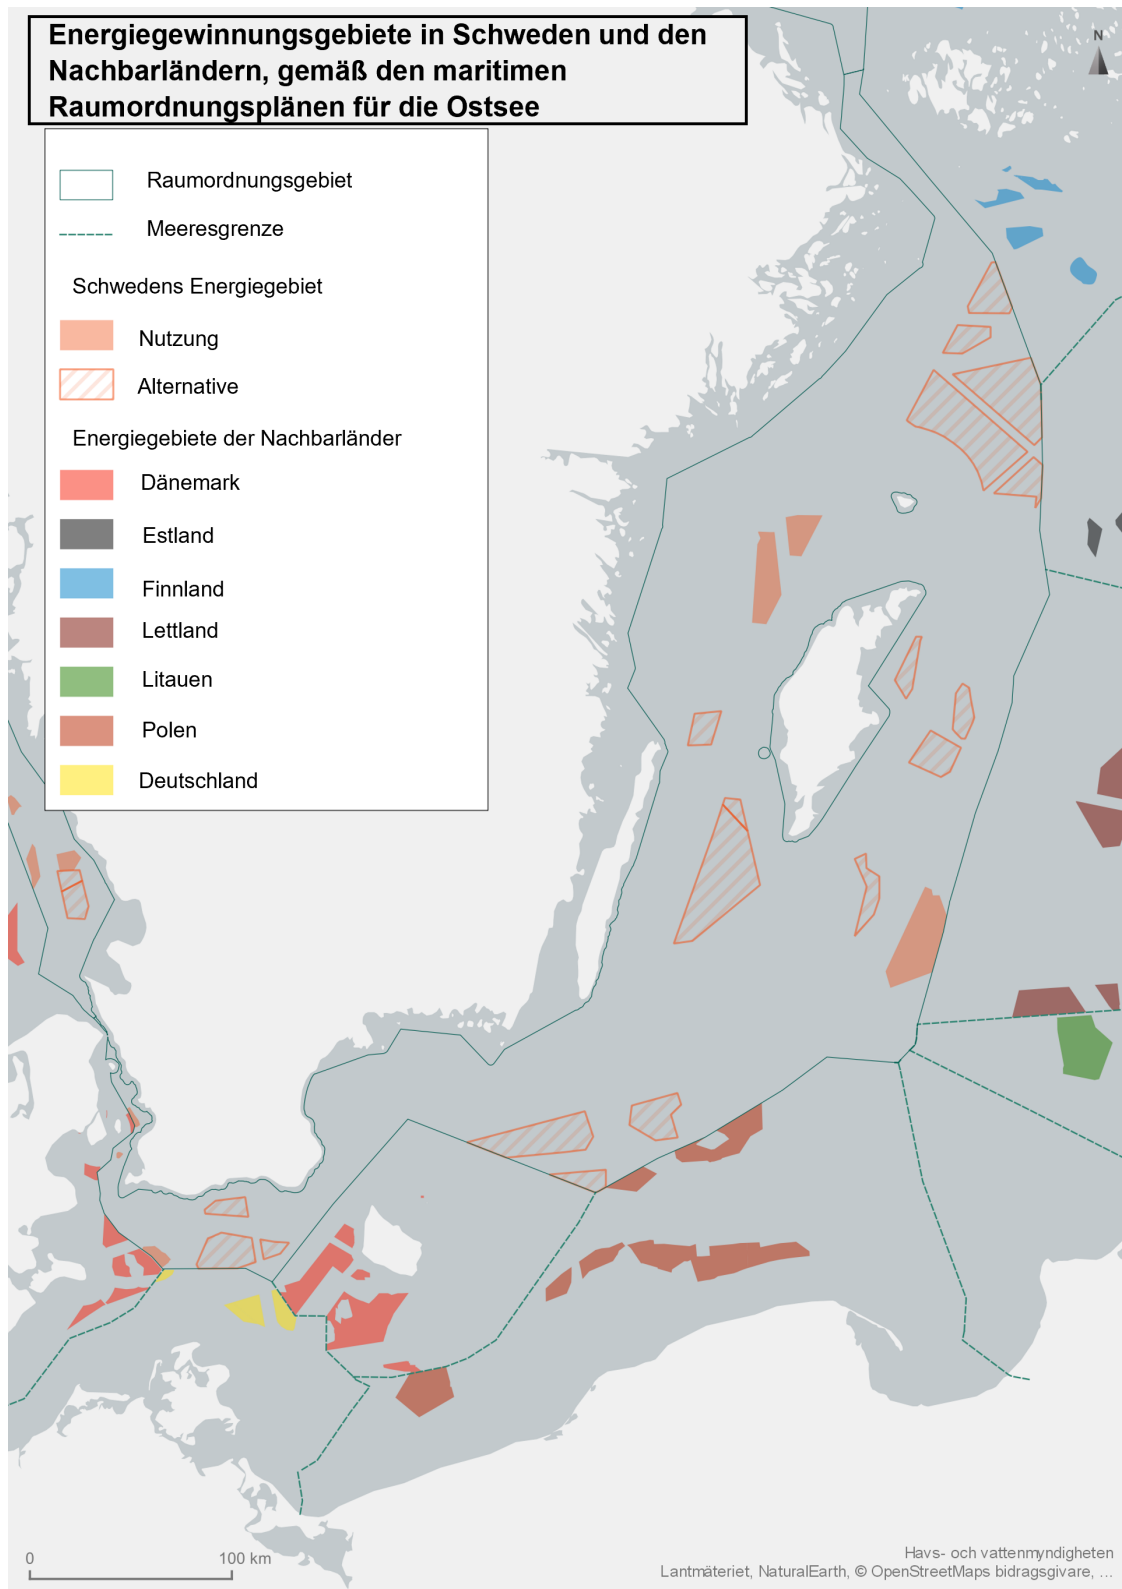 Energiegewinnungsgebiete in Schweden und den
Nachbarländern, gemäß den maritimen
Raumordnungsplänen für die Ostsee
N
Raumordnungsgebiet
Meeresgrenze
Schwedens Energiegebiet
Nutzung
Alternative
Energiegebiete der Nachbarländer
Dänemark
Estland
Finnland
Lettland
Litauen
Polen
Deutschland
0 100 km
Havs- och vattenmyndigheten
Lantmäteriet, NaturalEarth, © OpenStreetMaps bidragsgivare, ...